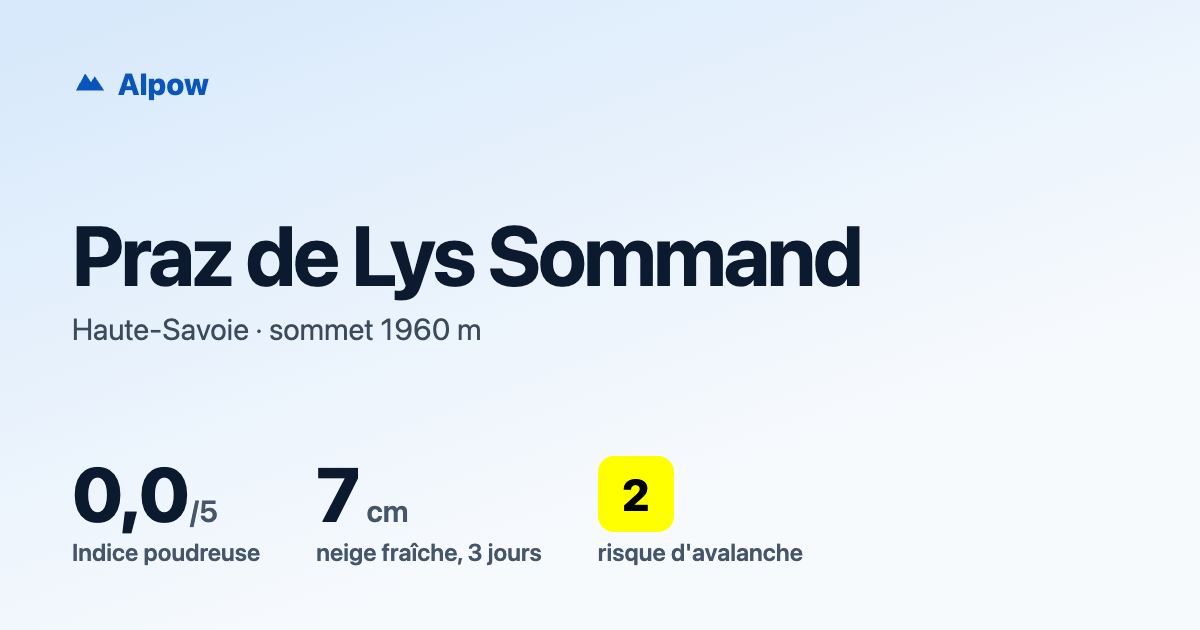 Alpow
Praz de Lys Sommand
Haute-Savoie · sommet 1960 m
0,0/5
Indice poudreuse
7 cm
neige fraîche, 3 jours
2
risque d'avalanche